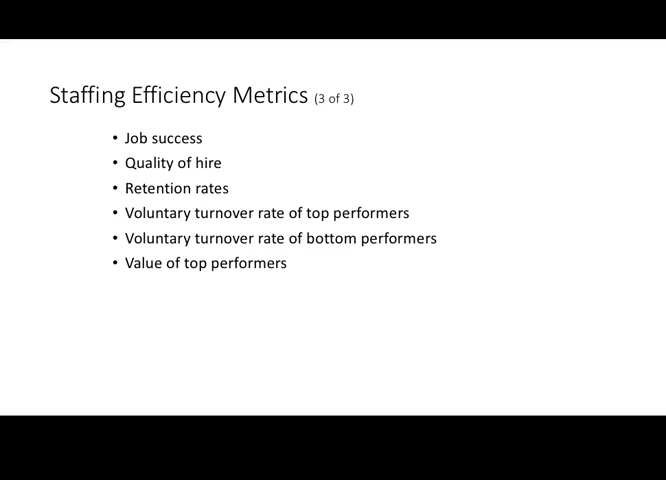 Staffing Efficiency Metrics (3 of 3)
• Job success
• Quality of hire
• Retention rates
• Voluntary turnover rate of top performers
• Voluntary turnover rate of bottom performers
• Value of top performers